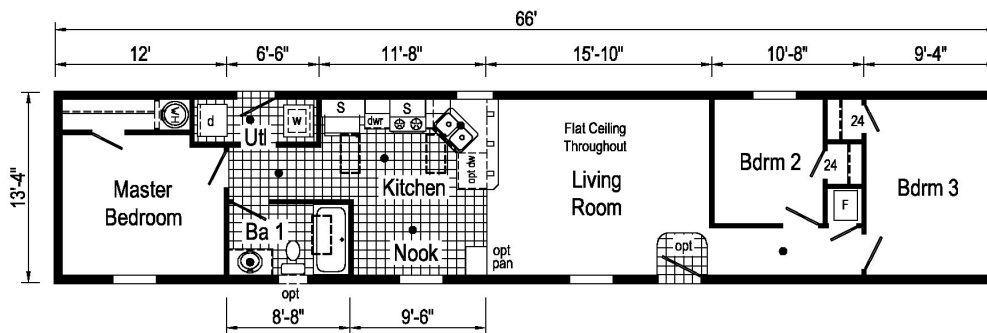 66'
12'
6'-6"
11'-8"
15'-10"
10'-8"
9'-4"
13'-4"
WH
d
w
S
dwr
S
24
Utl
Flat Ceiling
Throughout
opt dw
Bdrm 2
24
Master
Bedroom
Kitchen
Living
Room
Bdrm 3
F
Ba 1
Nook
opt
pan
opt
opt
8'-8"
9'-6"